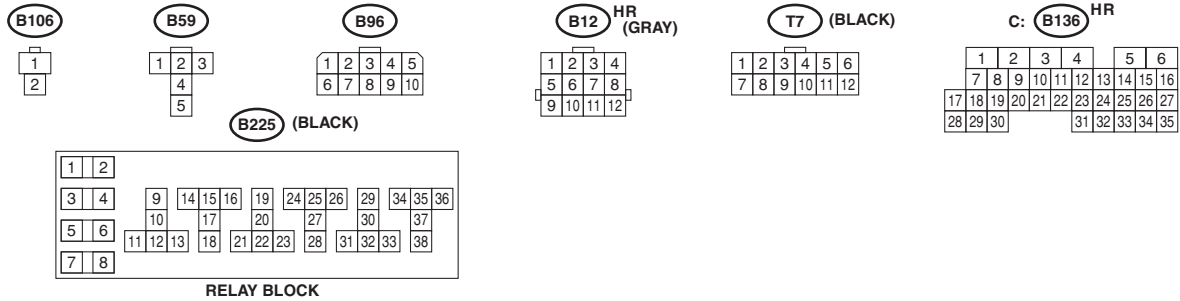 B106 B59 B96 B12 HR (GRAY) T7 (BLACK) C: B136 HR
1
2
1 2 3
4
5
1 2 3 4 5
6 7 8 9 10
1 2 3 4
5 6 7 8
9 10 11 12
1 2 3 4 5 6
7 8 9 10 11 12
1 2 3 4 5 6
7 8 9 10 11 12 13 14 15 16
17 18 19 20 21 22 23 24 25 26 27
28 29 30 31 32 33 34 35
B225 (BLACK)
1 2
3 4 9 14 15 16 19 24 25 26 29 34 35 36
10 17 20 27 30 37
5 6 11 12 13 18 21 22 23 28 31 32 33 38
7 8
RELAY BLOCK